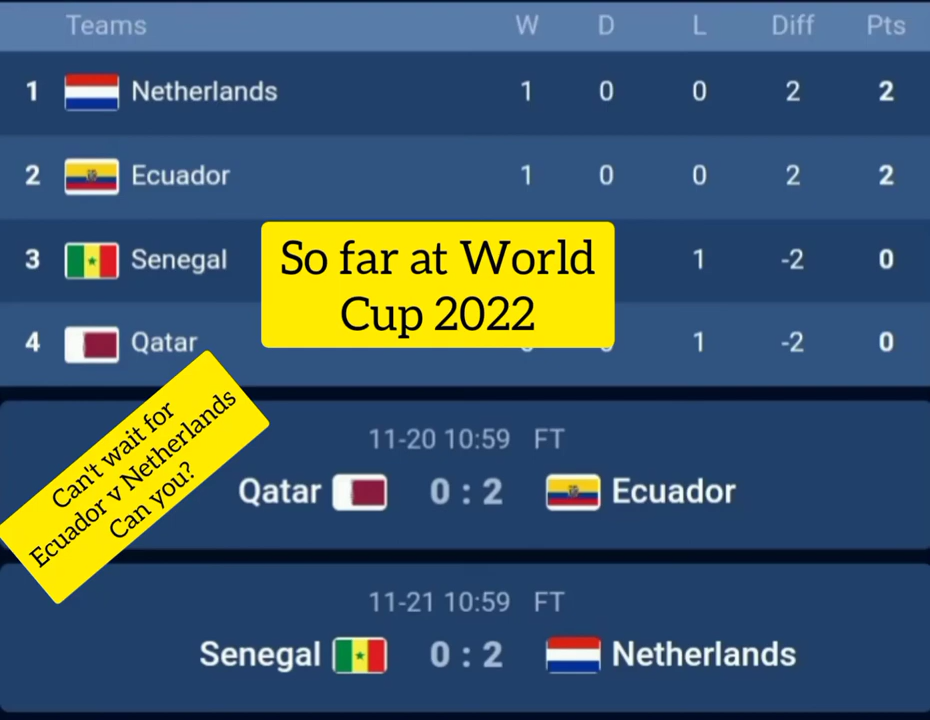 Teams W D L Diff Pts
1 Netherlands 1 0 0 2 2
2 Ecuador 1 0 0 2 2
3 Senegal 1 -2 0
4 Qatar 1 -2 0
So far at World
Cup 2022
Can't wait for
Ecuador v Netherlands
Can you?
11-20 10:59 FT
Qatar 0 : 2 Ecuador
11-21 10:59 FT
Senegal 0 : 2 Netherlands